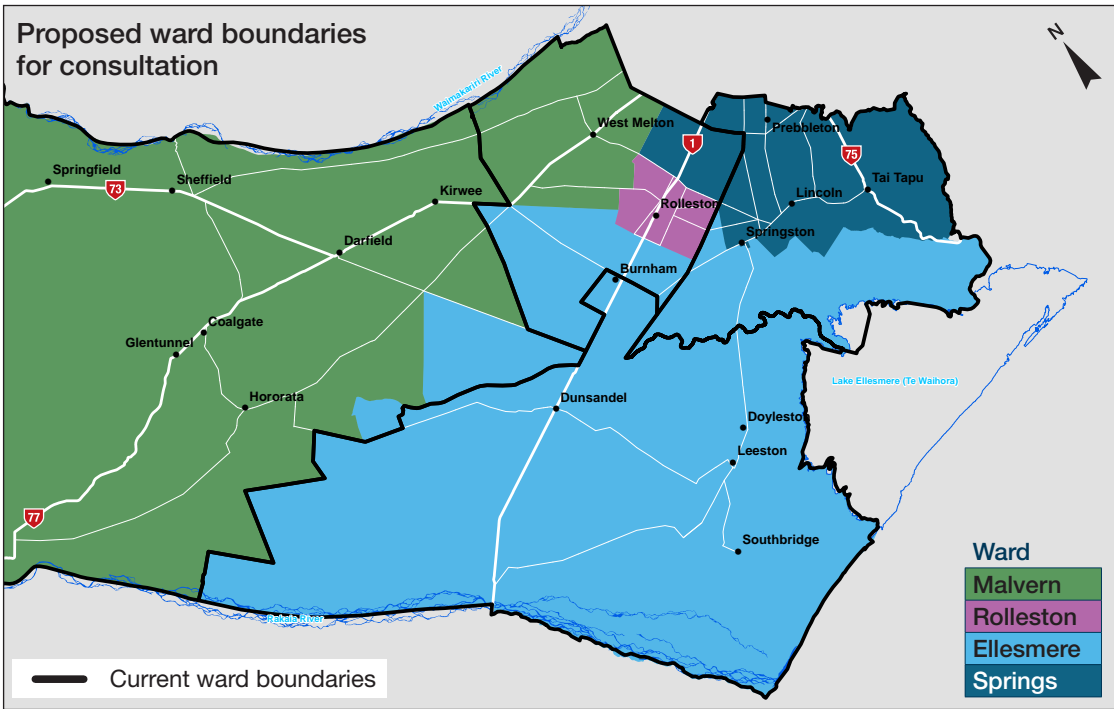 Proposed ward boundaries
for consultation
N
Waimakariri River
West Melton
1
Prebbleton
75
Springfield
73
Sheffield
Kirwee
Rolleston
Lincoln
Tai Tapu
Darfield
Springston
Burnham
Coalgate
Glentunnel
Hororata
Dunsandel
Lake Ellesmere (Te Waihora)
Doylesto
Leeston
77
Southbridge
Rakaia River
Ward
Malvern
Rolleston
Ellesmere
Springs
Current ward boundaries